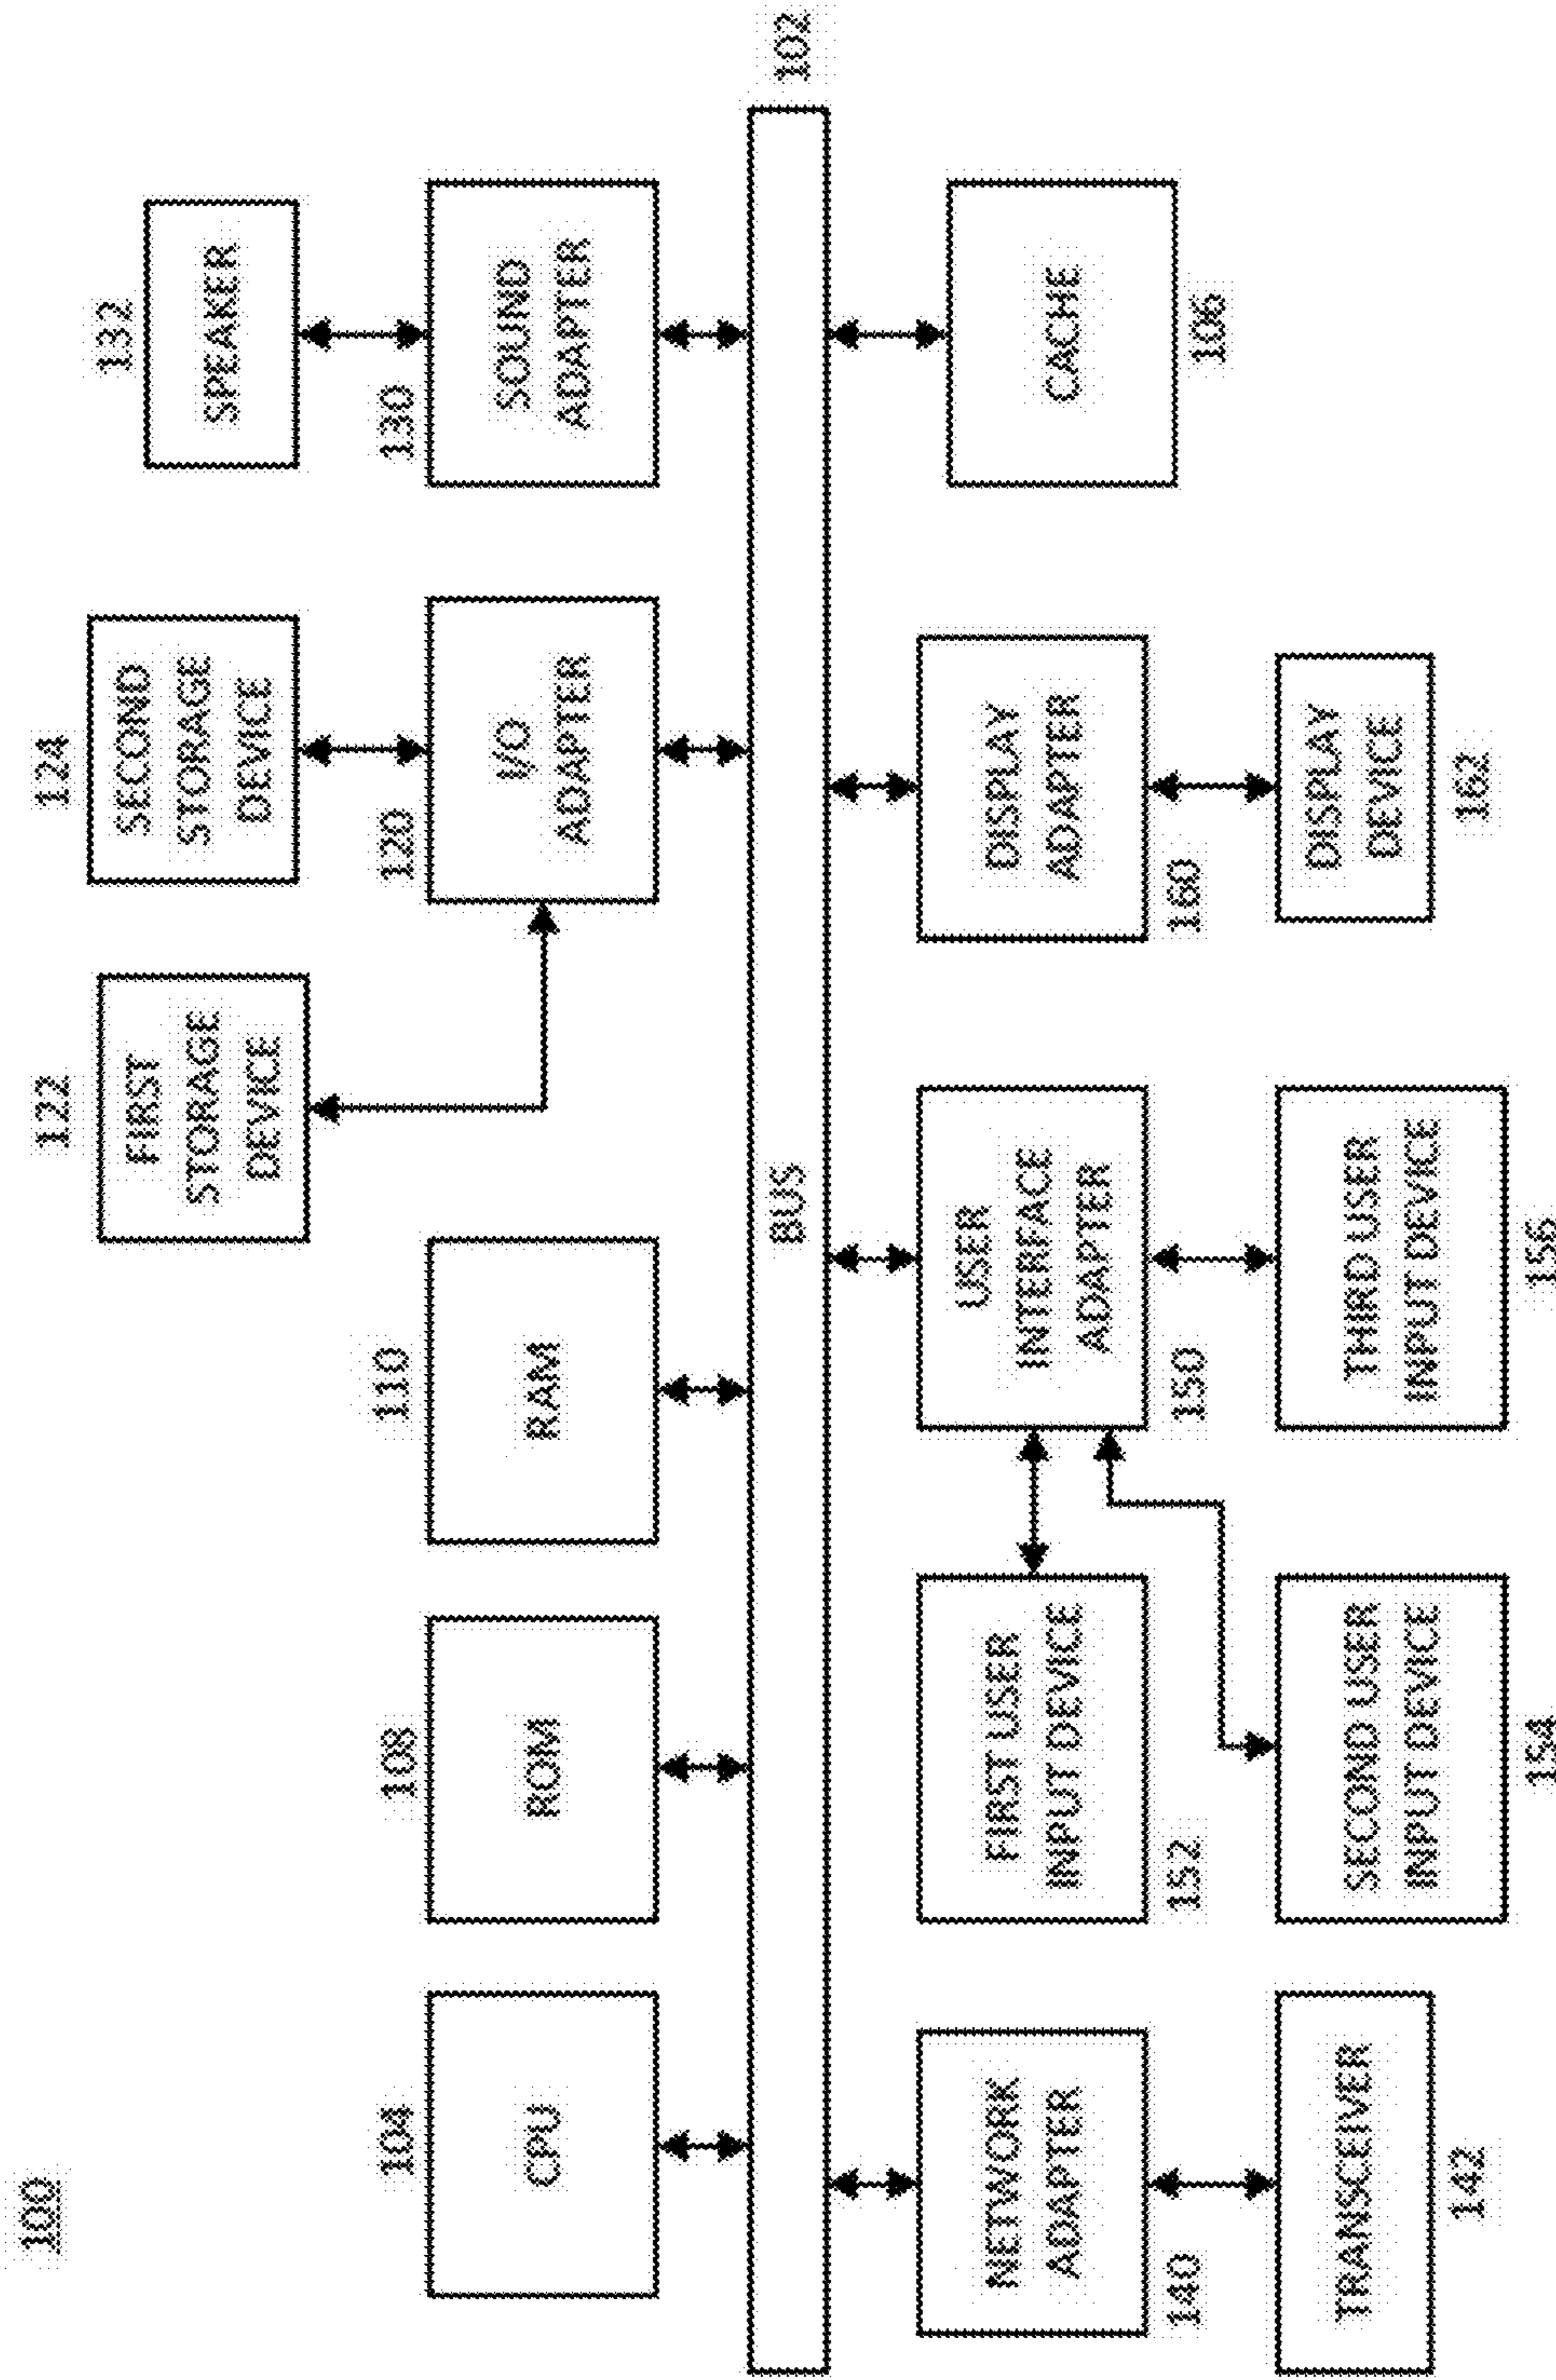 100
122
124
132
FIRST
STORAGE
DEVICE
SECOND
STORAGE
DEVICE
SPEAKER
104
108
110
120
130
CPU
ROM
RAM
I/O
ADAPTER
SOUND
ADAPTER
BUS
102
NETWORK
ADAPTER
FIRST USER
INPUT DEVICE
USER
INTERFACE
ADAPTER
DISPLAY
ADAPTER
CACHE
140
152
150
160
106
TRANSCEIVER
SECOND USER
INPUT DEVICE
THIRD USER
INPUT DEVICE
DISPLAY
DEVICE
142
154
156
162